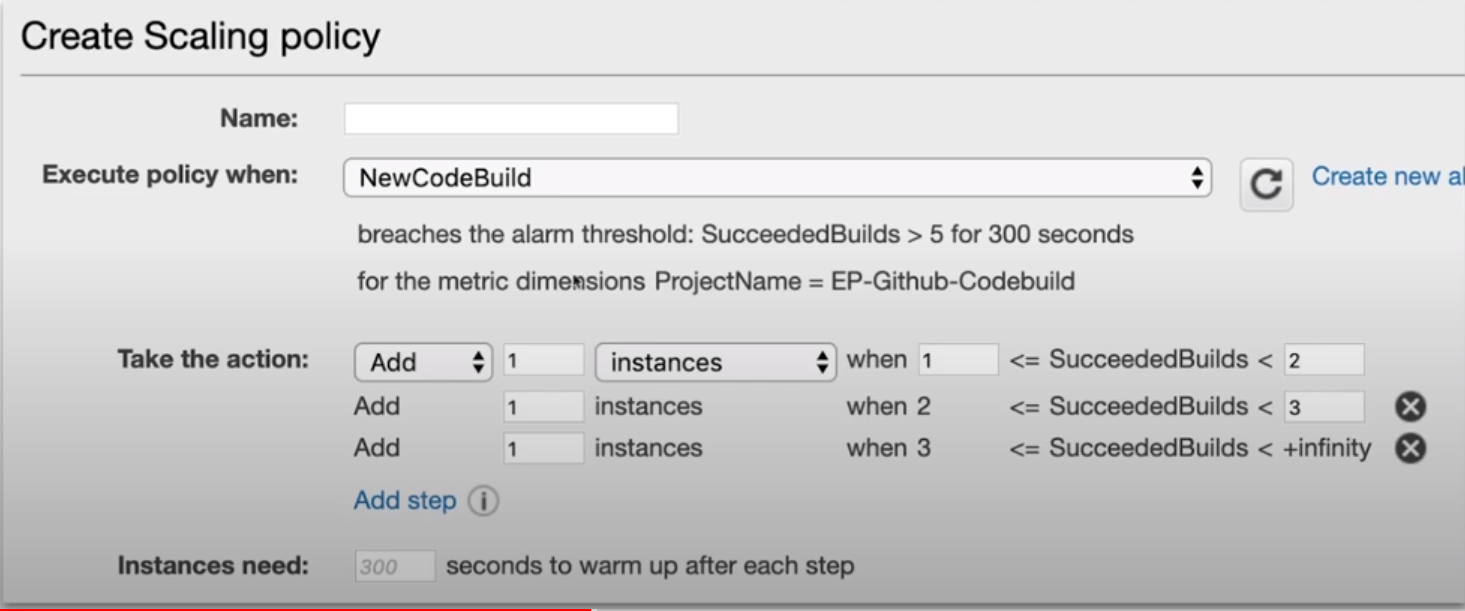 Create Scaling policy
Name:
Execute policy when: NewCodeBuild Create new al
breaches the alarm threshold: SucceededBuilds > 5 for 300 seconds
for the metric dimensions ProjectName = EP-Github-Codebuild
Take the action: Add 1 instances when 1 <= SucceededBuilds < 2
Add 1 instances when 2 <= SucceededBuilds < 3
Add 1 instances when 3 <= SucceededBuilds < +infinity
Add step i
Instances need: 300 seconds to warm up after each step